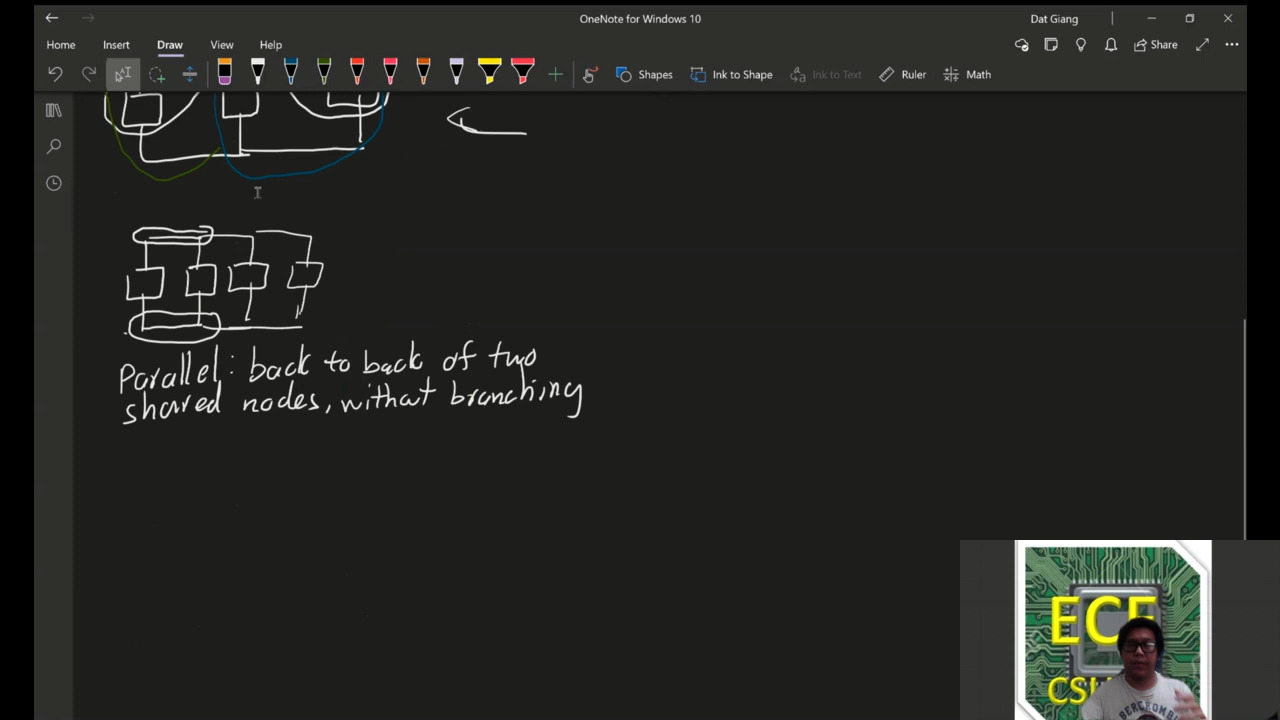 OneNote for Windows 10
Dat Giang
Home Insert Draw View Help
Share
Shapes
Ink to Shape
Ink to Text
Ruler
Math
Parallel: back to back of two
shared nodes, without branching
ECE
ABERCROMB